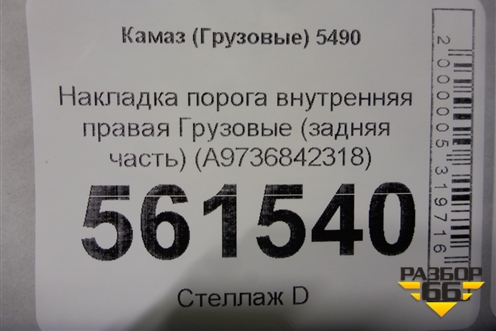 Камаз (Грузовые) 5490
Накладка порога внутренняя
правая Грузовые (задняя
часть) (A9736842318)
561540
Стеллаж D
2000005319716
РАЗБОР
66